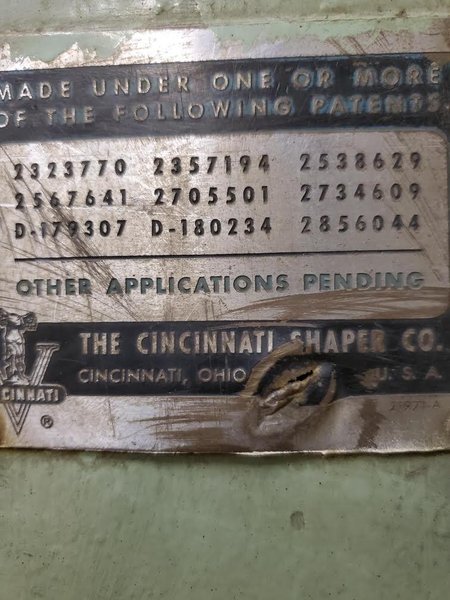 MADE UNDER ONE OR MORE
OF THE FOLLOWING PATENTS.
2323770 2357194 2538629
2567641 2705501 2734609
D-179307 D-180234 2856044
OTHER APPLICATIONS PENDING
THE CINCINNATI SHAPER CO.
CINCINNATI, OHIO U.S.A
CINNATI
®